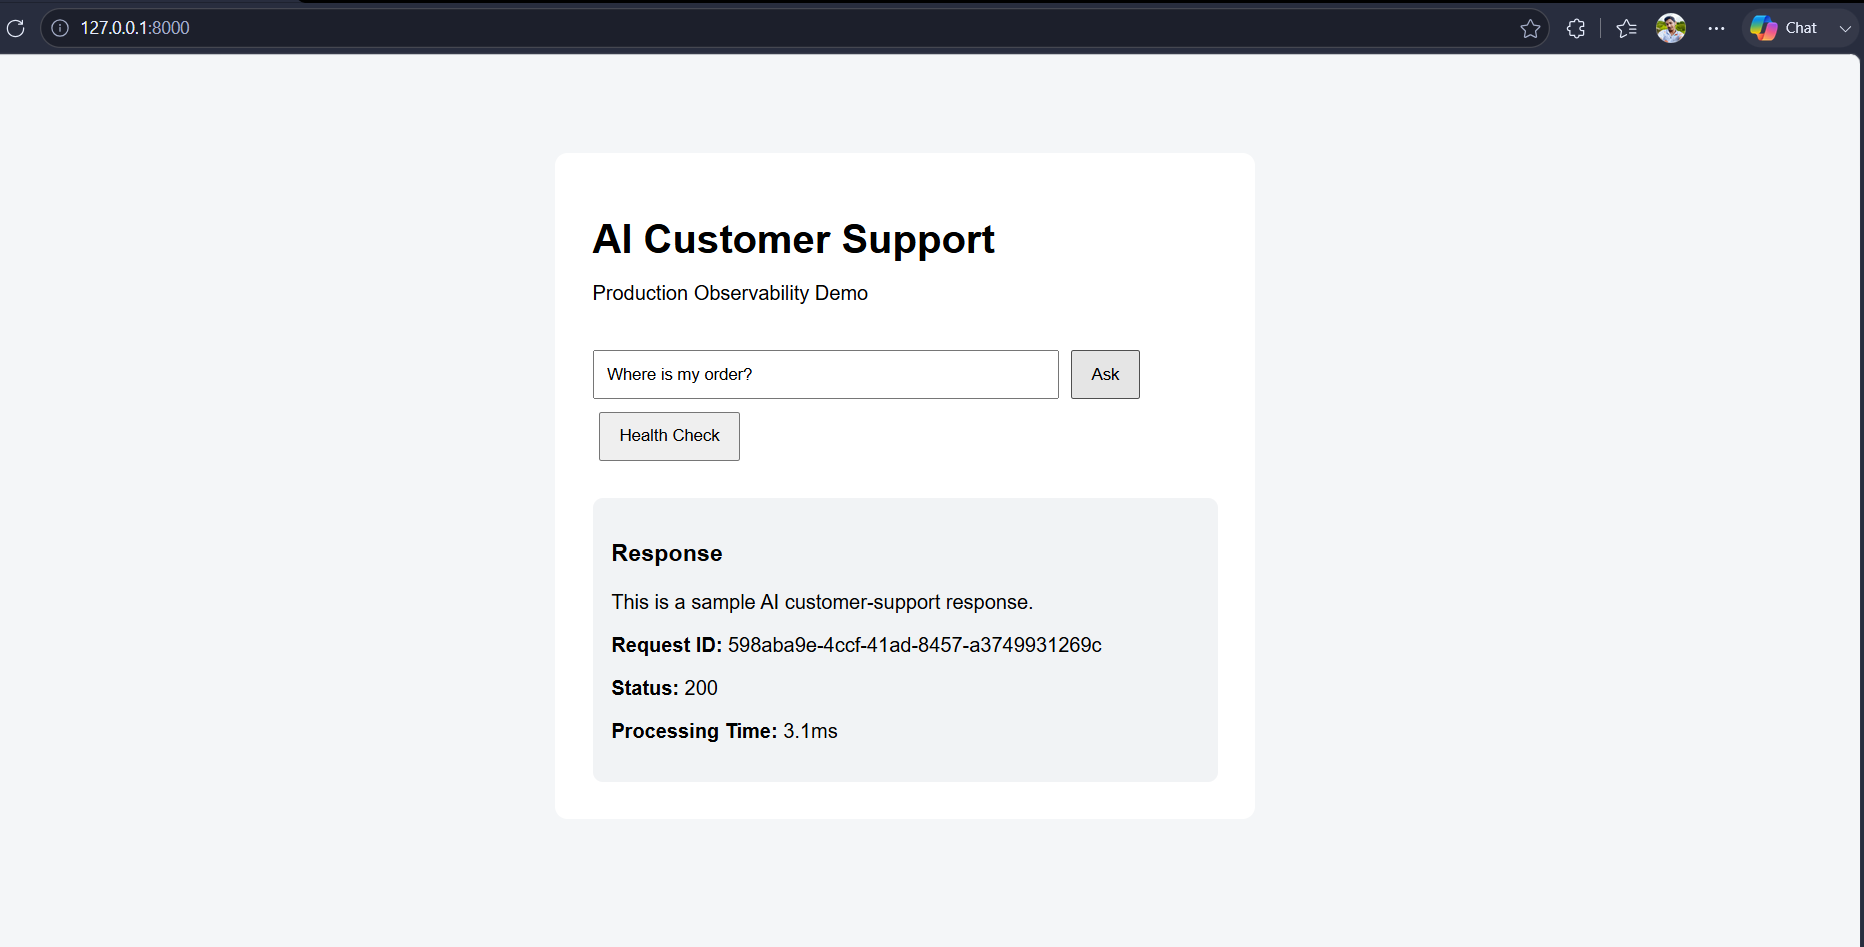 127.0.0.1:8000
Chat
AI Customer Support
Production Observability Demo
Where is my order?
Ask
Health Check
Response
This is a sample AI customer-support response.
Request ID: 598aba9e-4ccf-41ad-8457-a3749931269c
Status: 200
Processing Time: 3.1ms